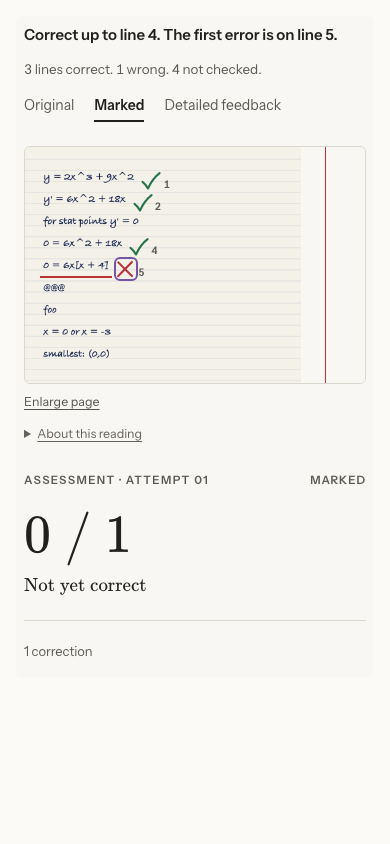 Correct up to line 4. The first error is on line 5.
3 lines correct. 1 wrong. 4 not checked.
Original Marked Detailed feedback
y = 2x^3 + 9x^2 1
y' = 6x^2 + 18x 2
for stat points y' = 0
0 = 6x^2 + 18x 4
0 = 6x[x + 4] 5
@@@
foo
x = 0 or x = -3
smallest: (0,0)
Enlarge page
About this reading
ASSESSMENT · ATTEMPT 01 MARKED
0 / 1
Not yet correct
1 correction